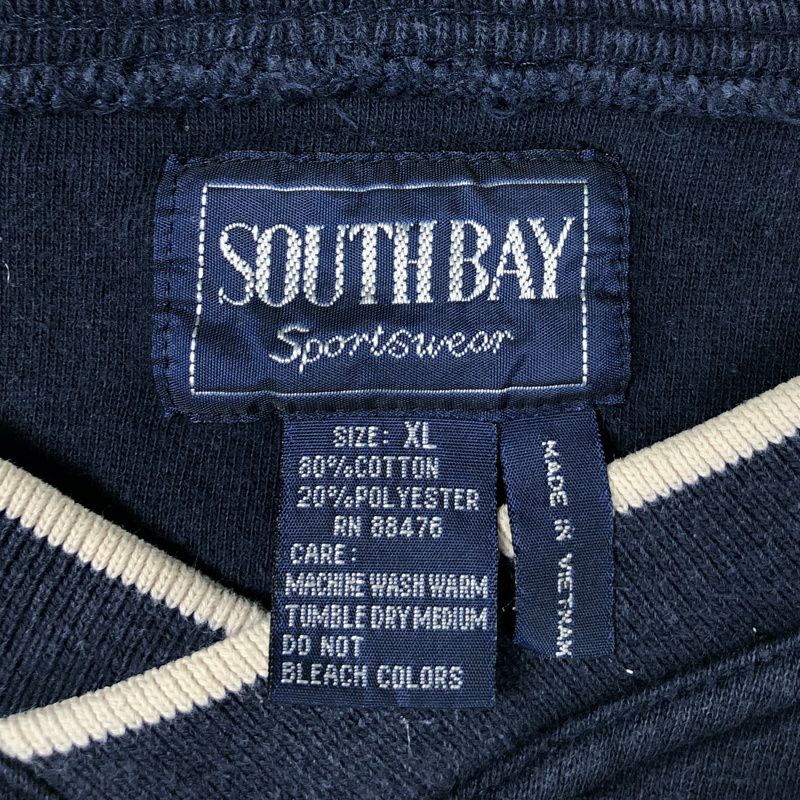 SOUTH BAY
Sportswear
SIZE: XL
80% COTTON
20% POLYESTER
RN 88476
CARE:
MACHINE WASH WARM
TUMBLE DRY MEDIUM
DO NOT
BLEACH COLORS
MADE IN VIETNAM